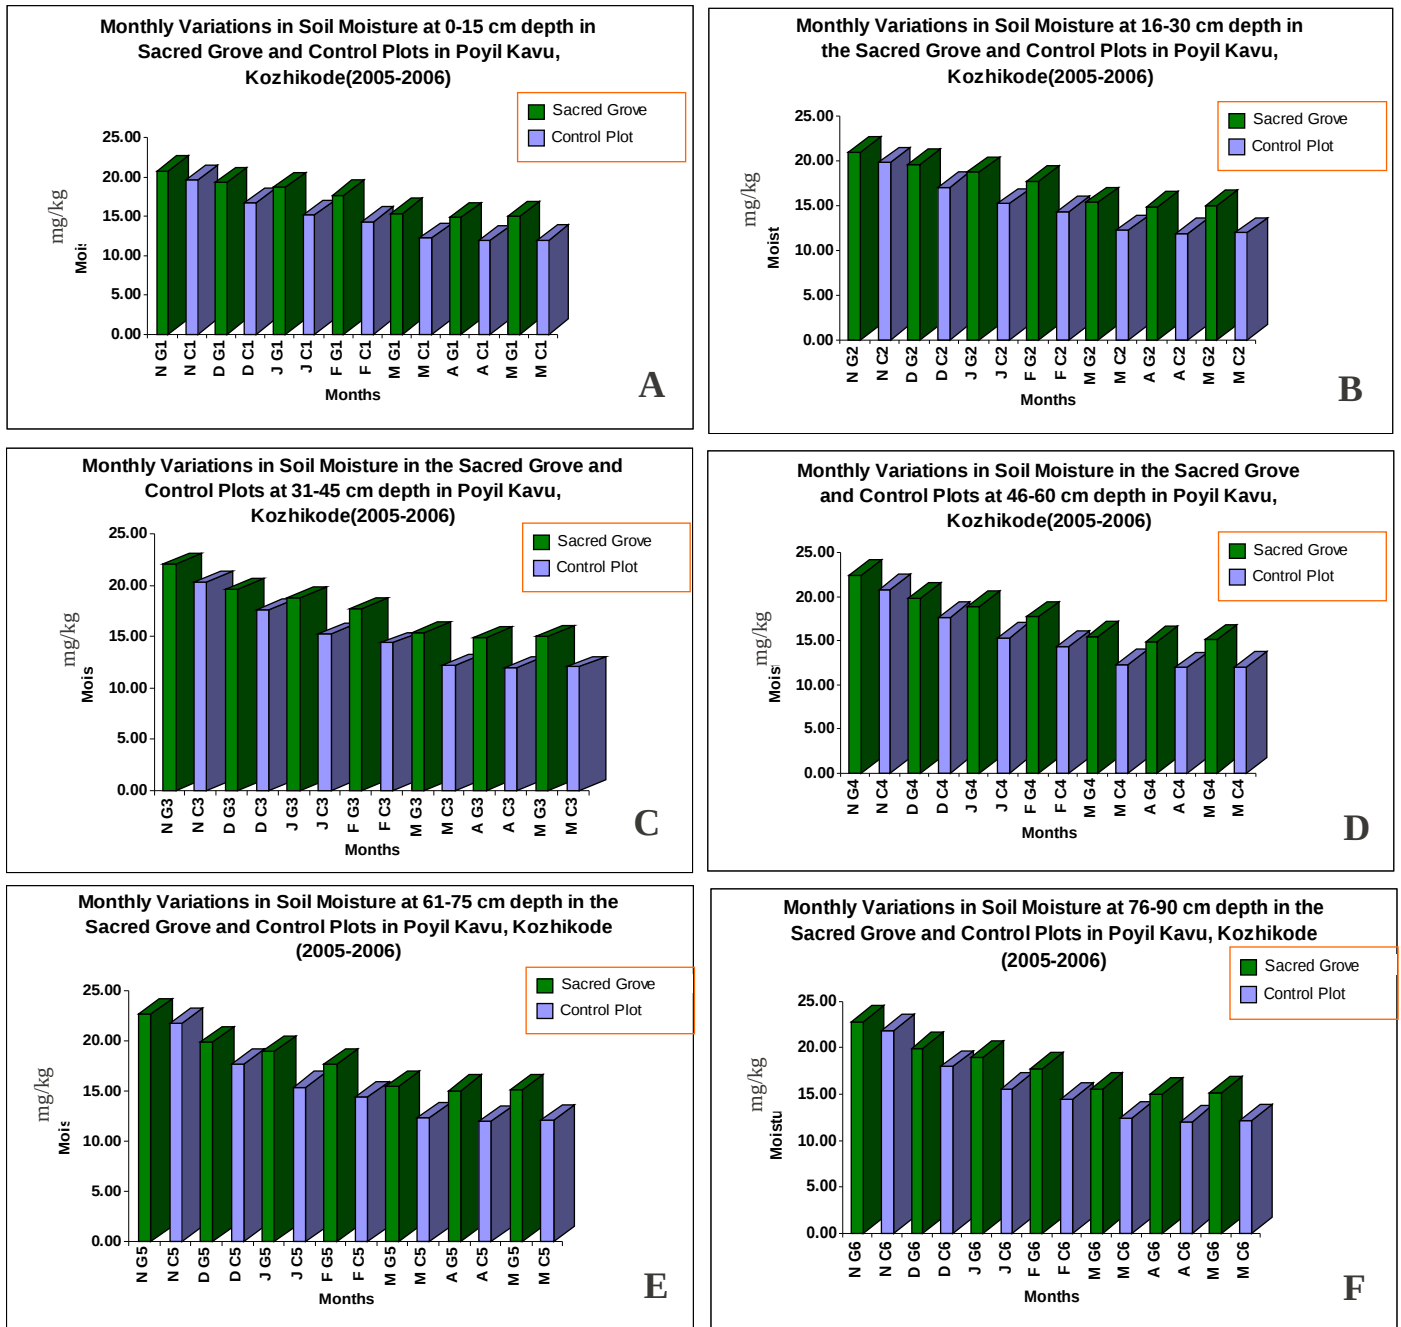 Monthly Variations in Soil Moisture at 0-15 cm depth in
Sacred Grove and Control Plots in Poyil Kavu,
Kozhikode(2005-2006)
Sacred Grove
Control Plot
25.00
20.00
15.00
10.00
5.00
0.00
mg/kg
N G1
N C1
D G1
D C1
J G1
J C1
F G1
F C1
M G1
M C1
A G1
A C1
M G1
M C1
Months
A
Monthly Variations in Soil Moisture at 16-30 cm depth in
the Sacred Grove and Control Plots in Poyil Kavu,
Kozhikode(2005-2006)
Sacred Grove
Control Plot
25.00
20.00
15.00
10.00
5.00
0.00
mg/kg
Moist
N G2
N C2
D G2
D C2
J G2
J C2
F G2
F C2
M G2
M C2
A G2
A C2
M G2
M C2
Months
B
Monthly Variations in Soil Moisture in the Sacred Grove and
Control Plots at 31-45 cm depth in Poyil Kavu,
Kozhikode(2005-2006)
Sacred Grove
Control Plot
25.00
20.00
15.00
10.00
5.00
0.00
mg/kg
Mois
N G3
N C3
D G3
D C3
J G3
J C3
F G3
F C3
M G3
M C3
A G3
A C3
M G3
M C3
Months
C
Monthly Variations in Soil Moisture in the Sacred Grove
and Control Plots at 46-60 cm depth in Poyil Kavu,
Kozhikode(2005-2006)
Sacred Grove
Control Plot
25.00
20.00
15.00
10.00
5.00
0.00
mg/kg
Mois
N G4
N C4
D G4
D C4
J G4
J C4
F G4
F C4
M G4
M C4
A G4
A C4
M G4
M C4
Months
D
Monthly Variations in Soil Moisture at 61-75 cm depth in the
Sacred Grove and Control Plots in Poyil Kavu, Kozhikode
(2005-2006)
Sacred Grove
Control Plot
25.00
20.00
15.00
10.00
5.00
0.00
mg/kg
Mois
N G5
N C5
D G5
D C5
J G5
J C5
F G5
F C5
M G5
M C5
A G5
A C5
M G5
M C5
Months
E
Monthly Variations in Soil Moisture at 76-90 cm depth in the
Sacred Grove and Control Plots in Poyil Kavu, Kozhikode
(2005-2006)
Sacred Grove
Control Plot
25.00
20.00
15.00
10.00
5.00
0.00
mg/kg
Moistu
N G6
N C6
D G6
D C6
J G6
J C6
F G6
F C6
M G6
M C6
A G6
A C6
M G6
M C6
Months
F